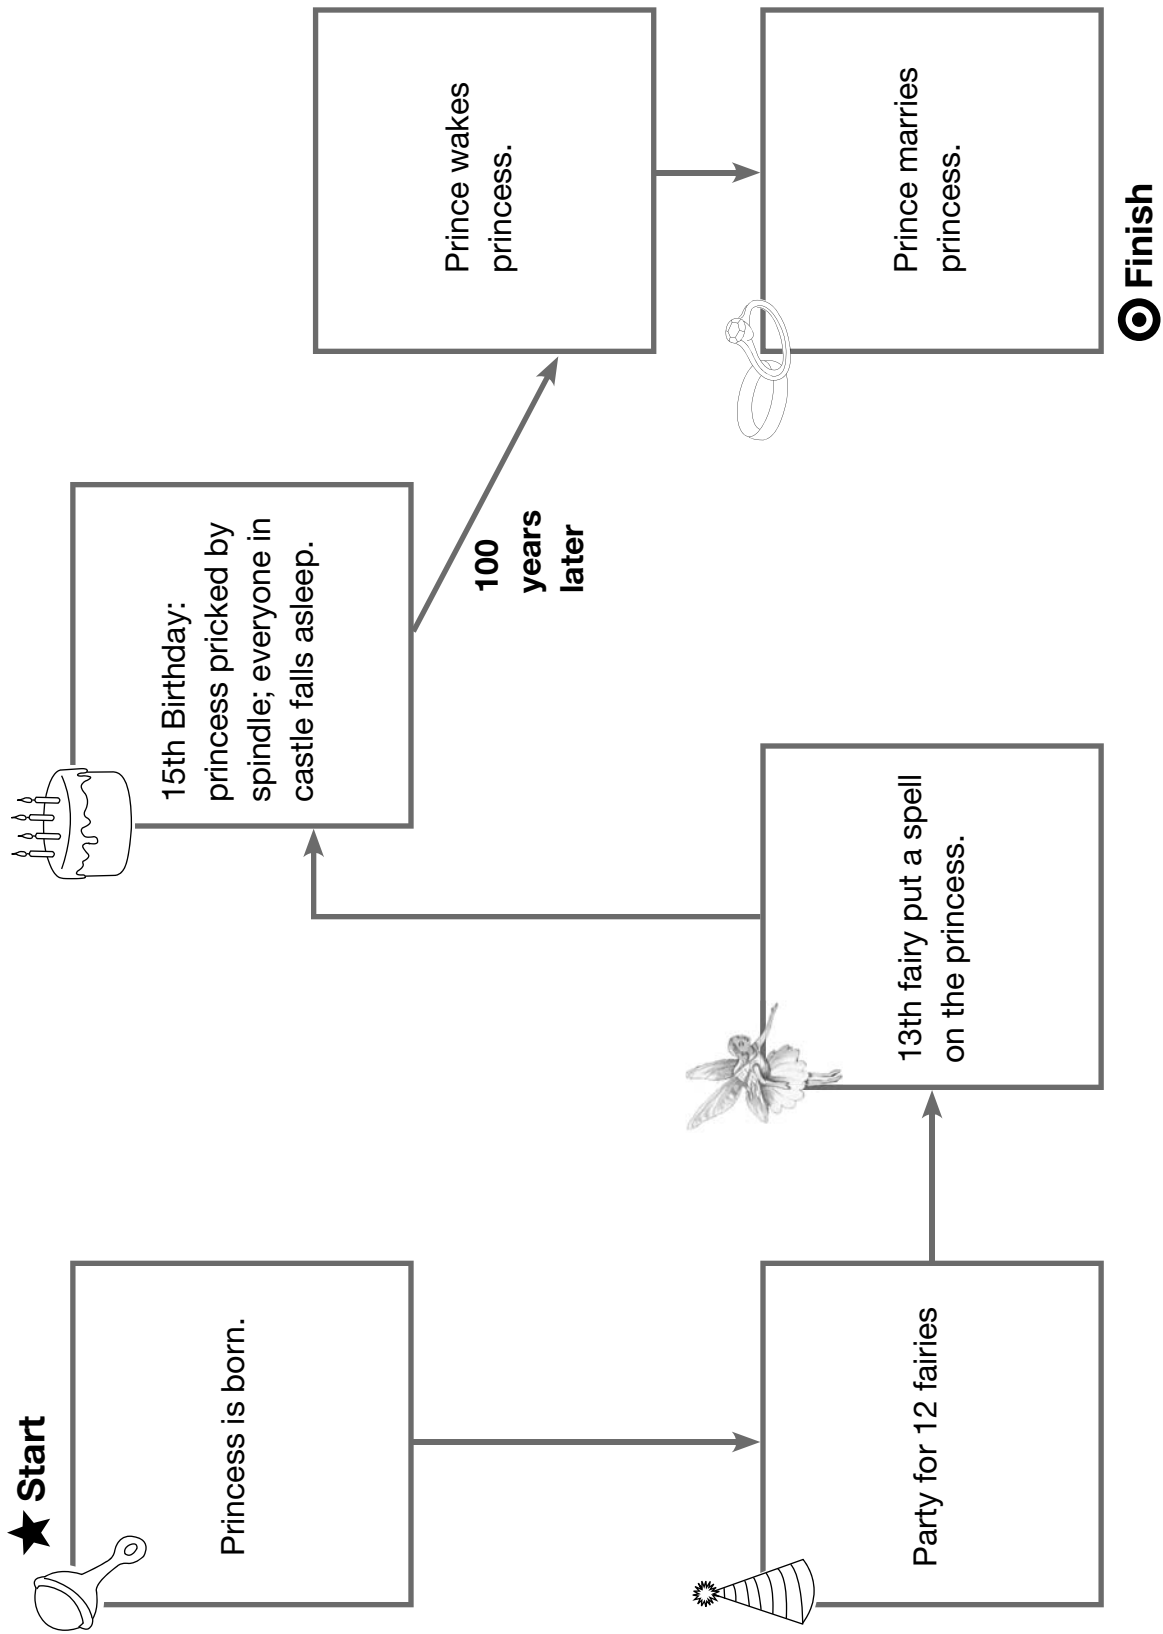 Start
Princess is born.
Party for 12 fairies
13th fairy put a spell
on the princess.
15th Birthday:
princess pricked by
spindle; everyone in
castle falls asleep.
100
years
later
Prince wakes
princess.
Prince marries
princess.
Finish